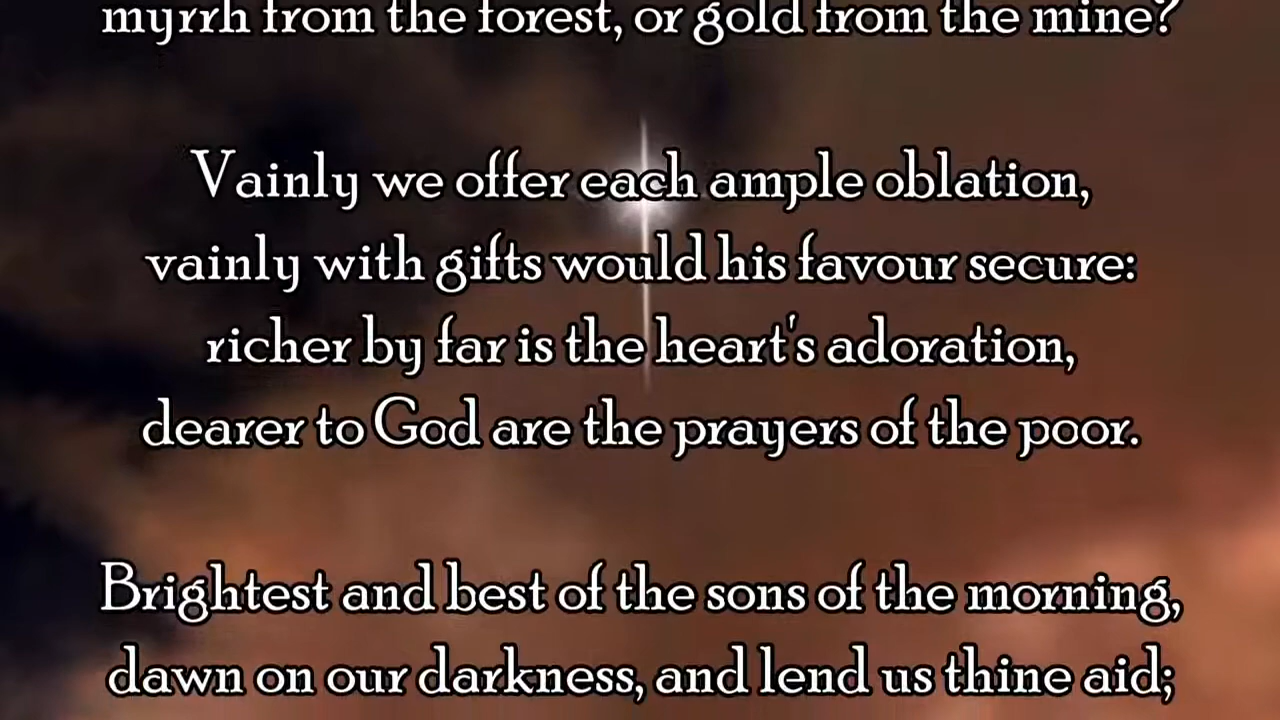 myrrh from the forest, or gold from the mine?
Vainly we offer each ample oblation,
vainly with gifts would his favour secure:
richer by far is the heart's adoration,
dearer to God are the prayers of the poor.
Brightest and best of the sons of the morning,
dawn on our darkness, and lend us thine aid;